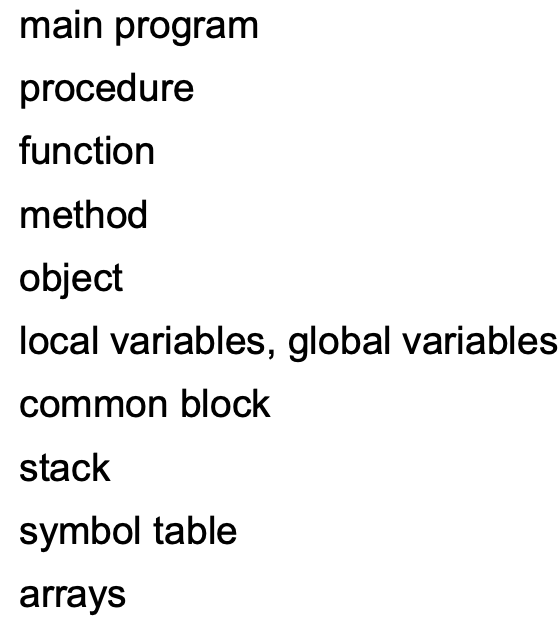 main program
procedure
function
method
object
local variables, global variables
common block
stack
symbol table
arrays